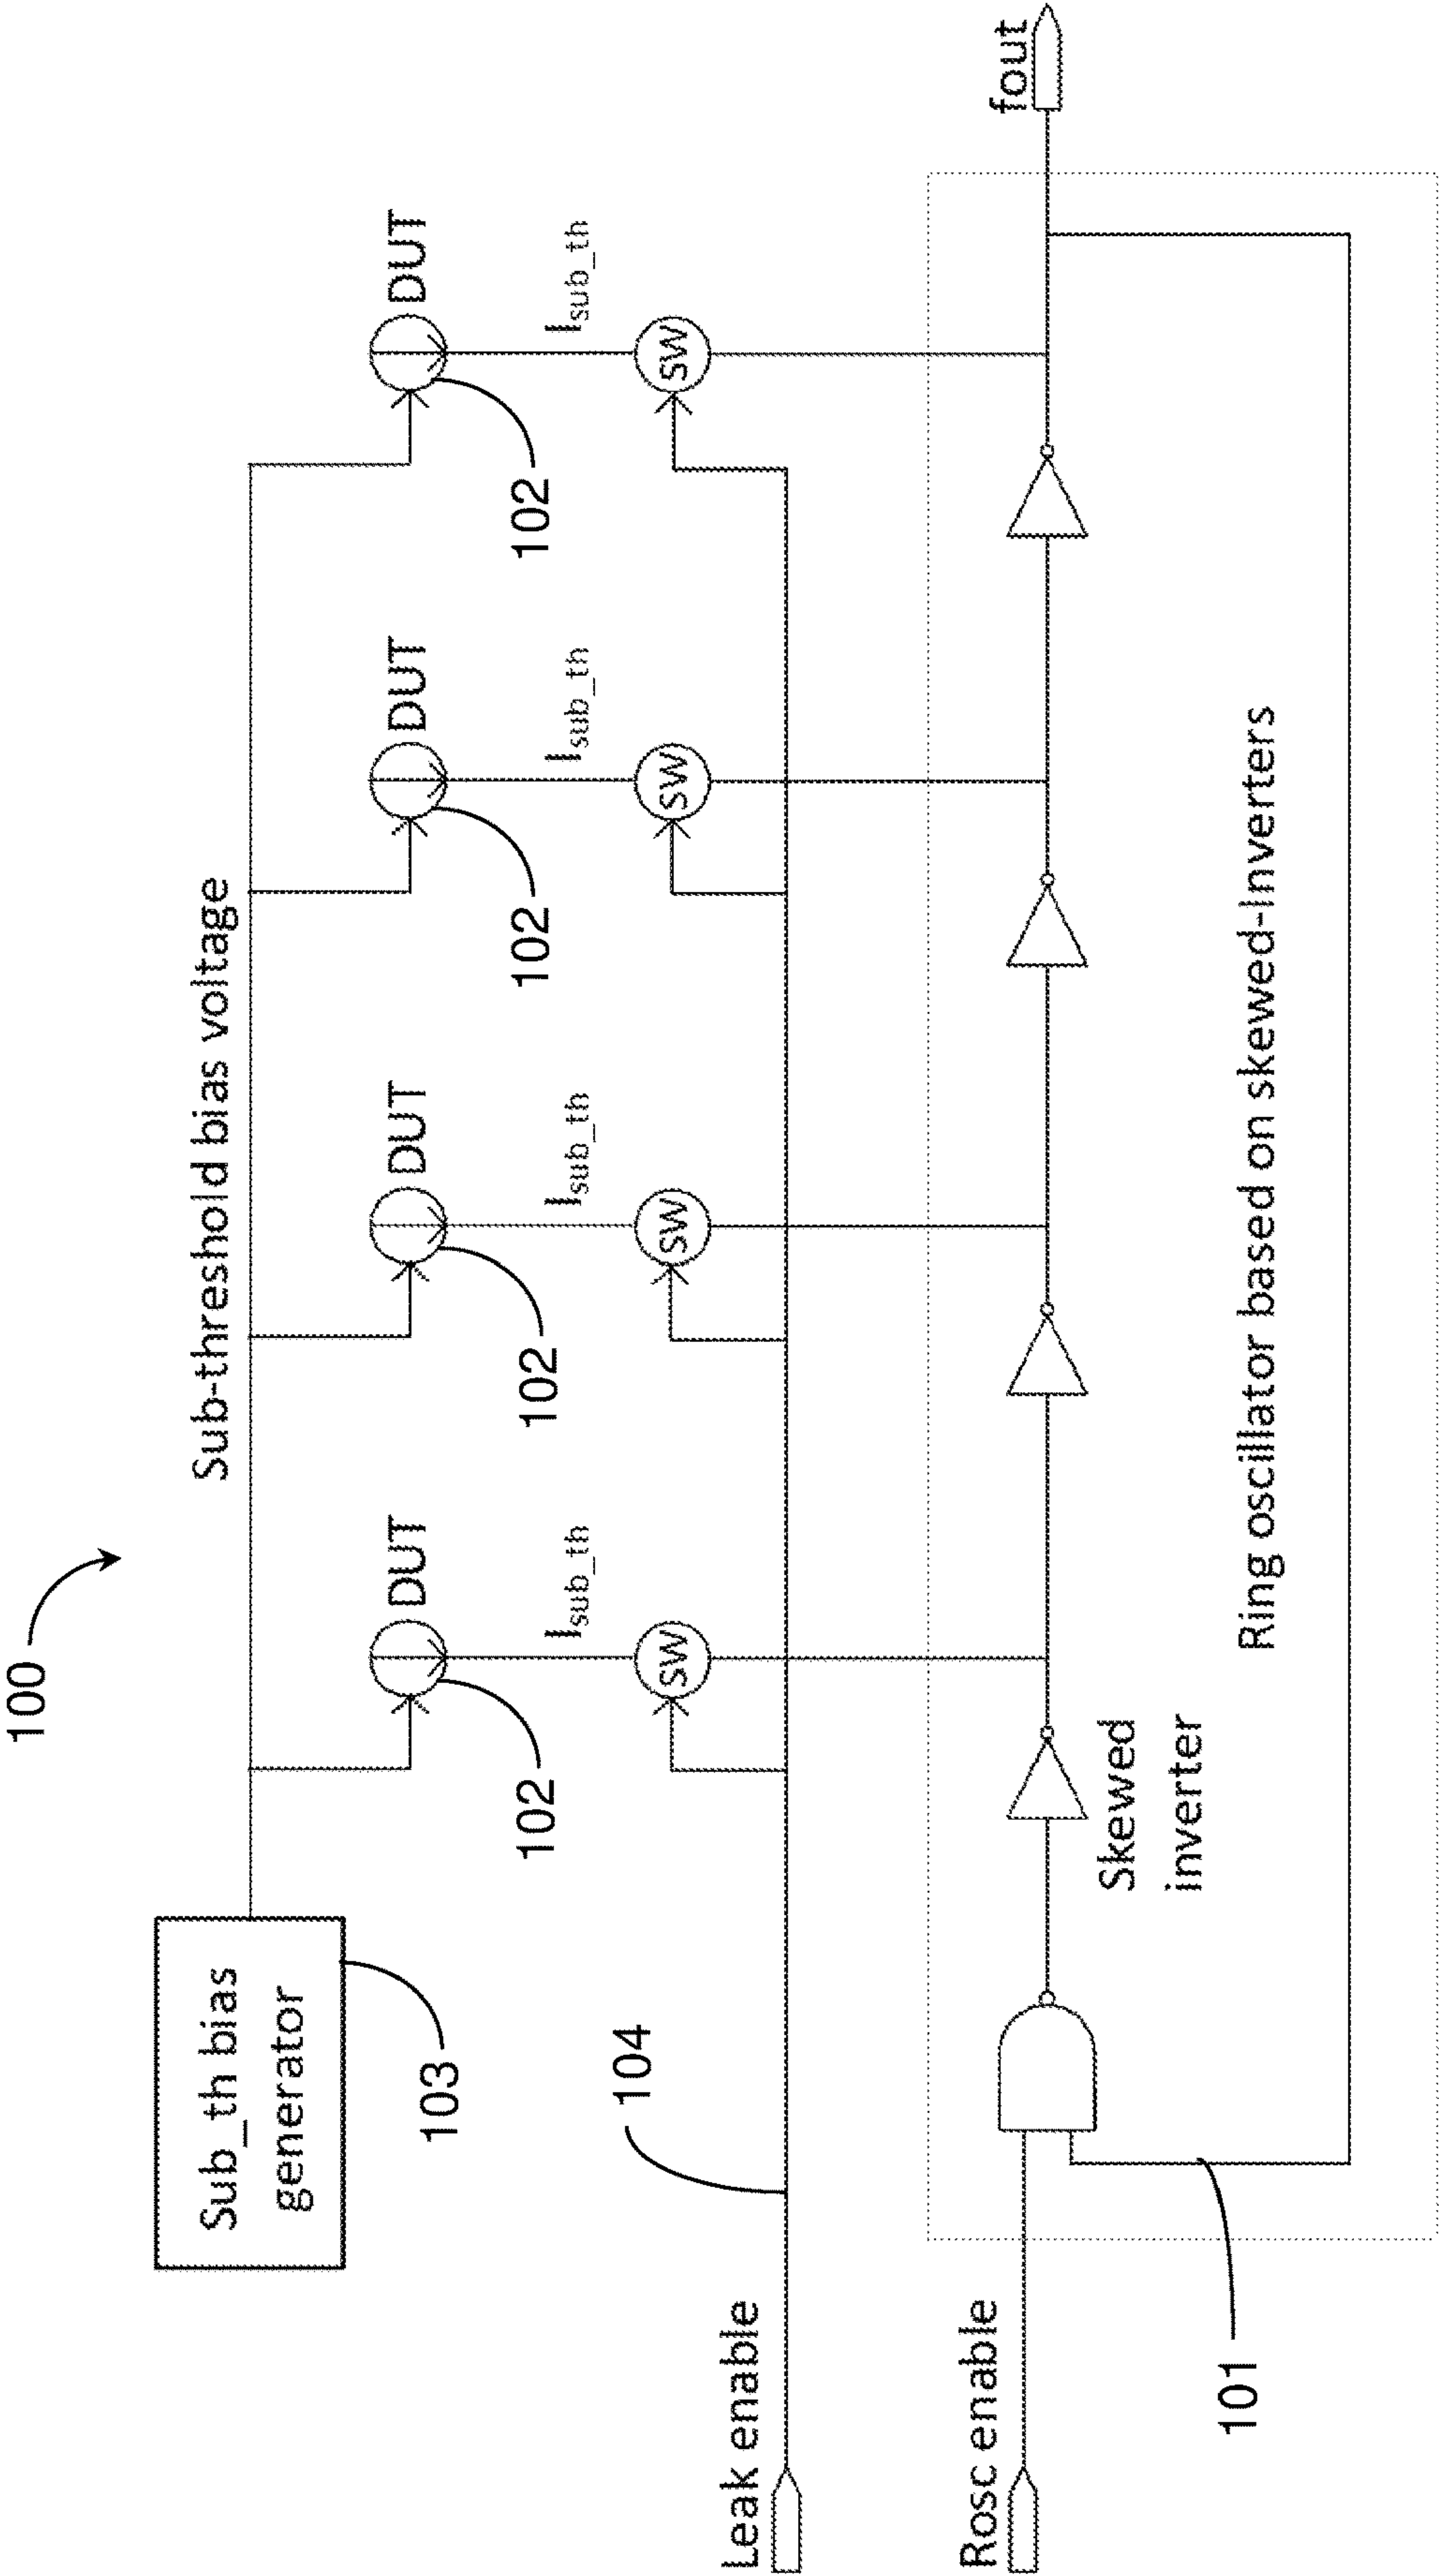 100
Sub_th bias
generator
103
Sub-threshold bias voltage
DUT
DUT
DUT
DUT
102
102
102
102
Isub_th
Isub_th
Isub_th
Isub_th
SW
SW
SW
SW
Leak enable
104
Rosc enable
Skewed
inverter
fout
Ring oscillator based on skewed-Inverters
101